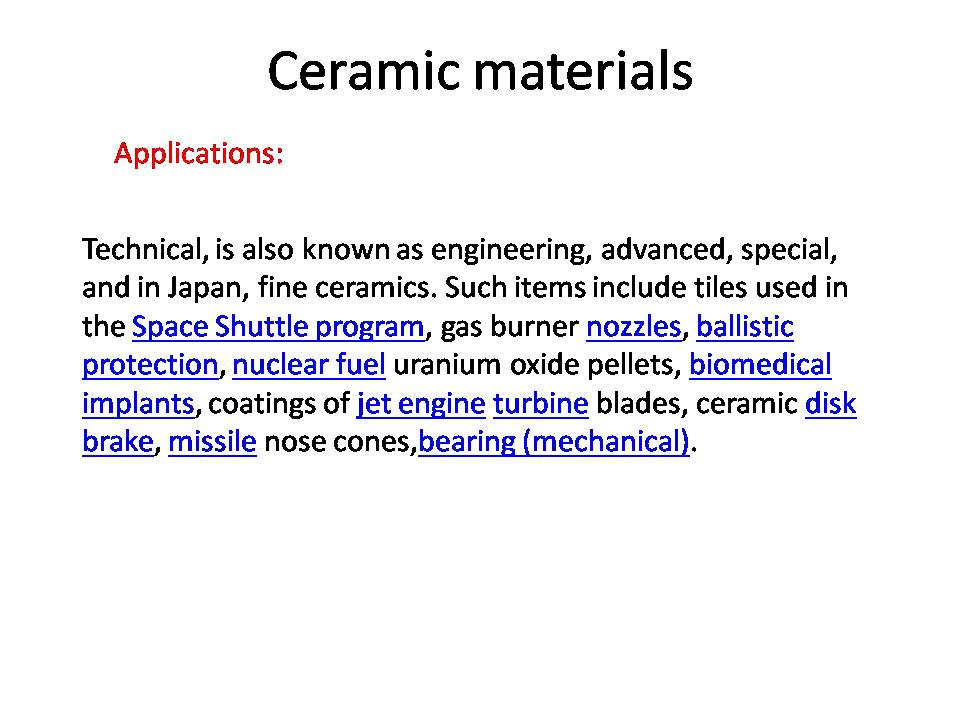 Ceramic materials
Applications:
Technical, is also known as engineering, advanced, special,
and in Japan, fine ceramics. Such items include tiles used in
the Space Shuttle program, gas burner nozzles, ballistic
protection, nuclear fuel uranium oxide pellets, biomedical
implants, coatings of jet engine turbine blades, ceramic disk
brake, missile nose cones,bearing (mechanical).